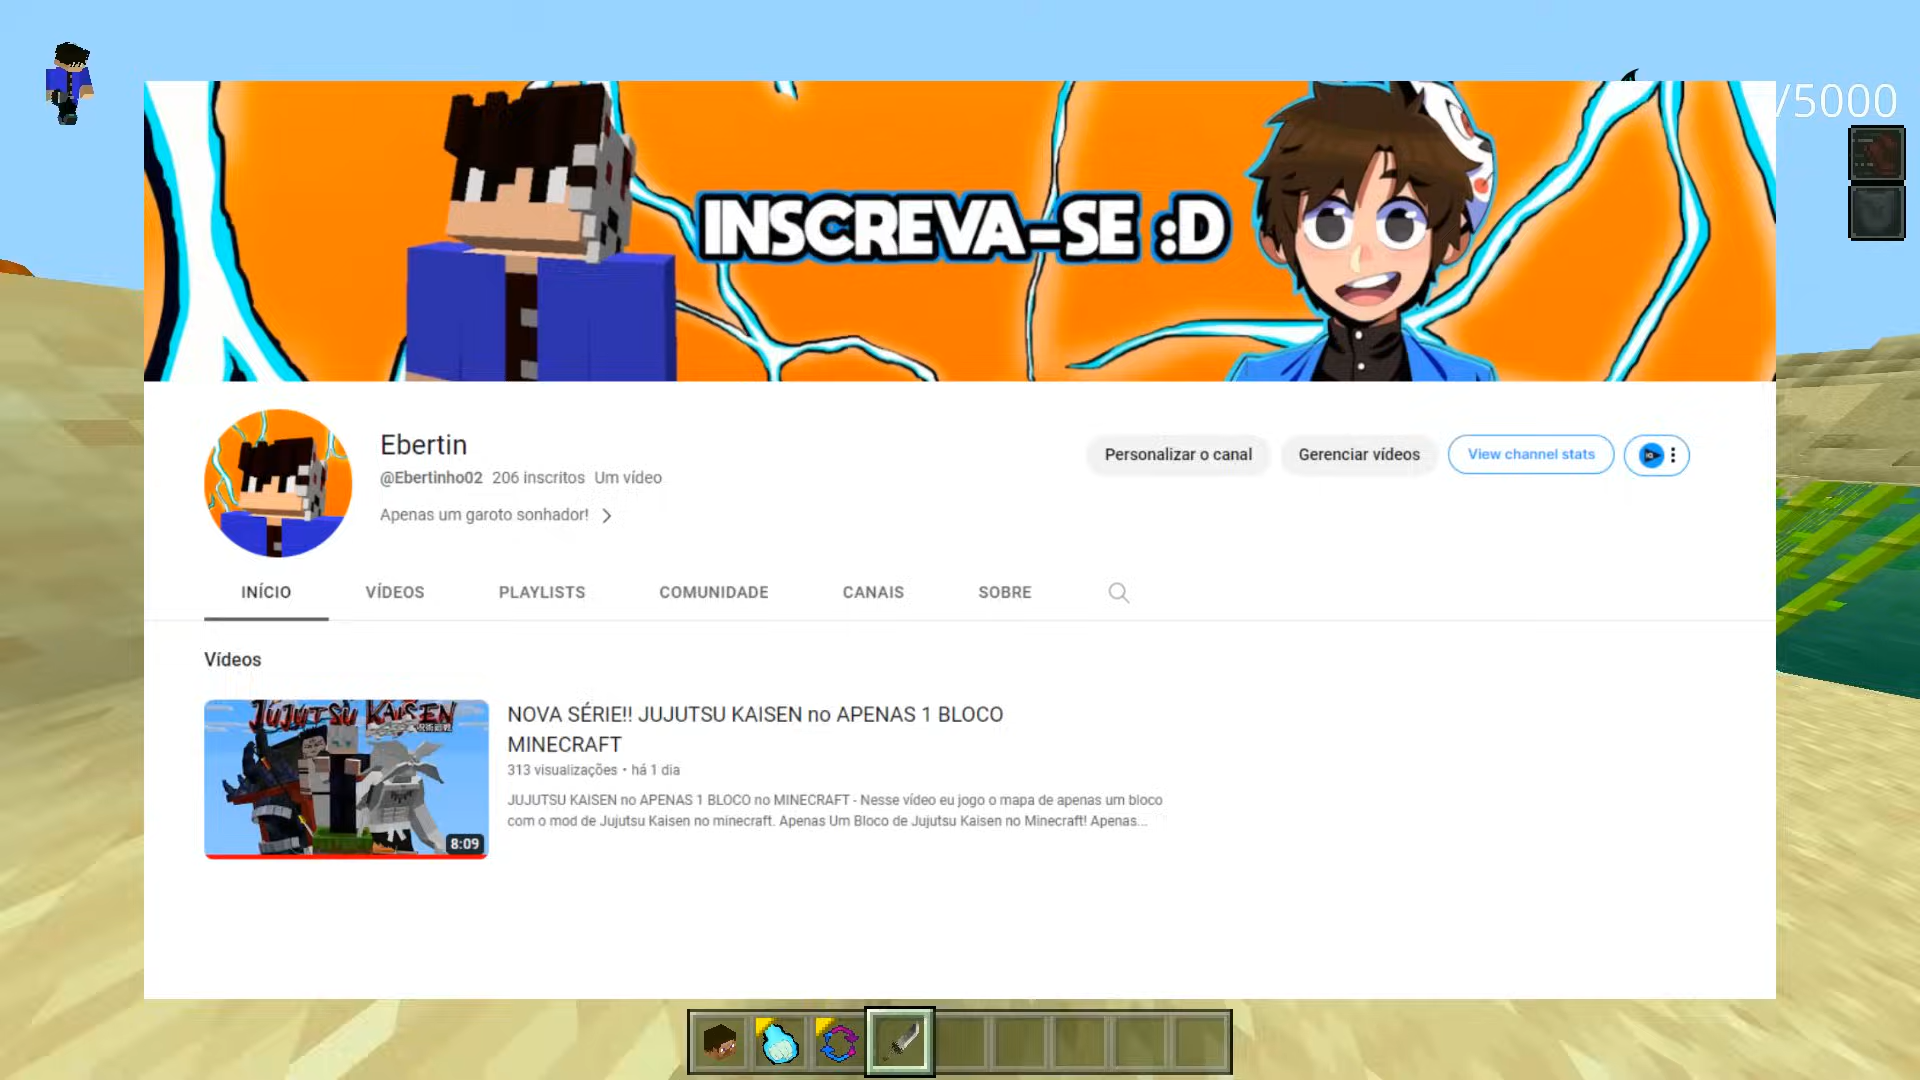 /5000
INSCREVA-SE :D
Ebertin
@Ebertinho02 206 inscritos Um vídeo
Apenas um garoto sonhador!
Personalizar o canal
Gerenciar vídeos
View channel stats
INÍCIO
VÍDEOS
PLAYLISTS
COMUNIDADE
CANAIS
SOBRE
Vídeos
JUJUTSU KAISEN
8:09
NOVA SÉRIE!! JUJUTSU KAISEN no APENAS 1 BLOCO
MINECRAFT
313 visualizações • há 1 dia
JUJUTSU KAISEN no APENAS 1 BLOCO no MINECRAFT - Nesse vídeo eu jogo o mapa de apenas um bloco
com o mod de Jujutsu Kaisen no minecraft. Apenas Um Bloco de Jujutsu Kaisen no Minecraft! Apenas...